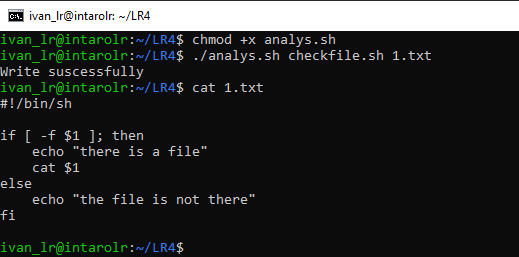 ivan_lr@intarolr: ~/LR4
ivan_lr@intarolr:~/LR4$ chmod +x analys.sh
ivan_lr@intarolr:~/LR4$ ./analys.sh checkfile.sh 1.txt
Write suscessfully
ivan_lr@intarolr:~/LR4$ cat 1.txt
#!/bin/sh

if [ -f $1 ]; then
    echo "there is a file"
    cat $1
else
    echo "the file is not there"
fi

ivan_lr@intarolr:~/LR4$